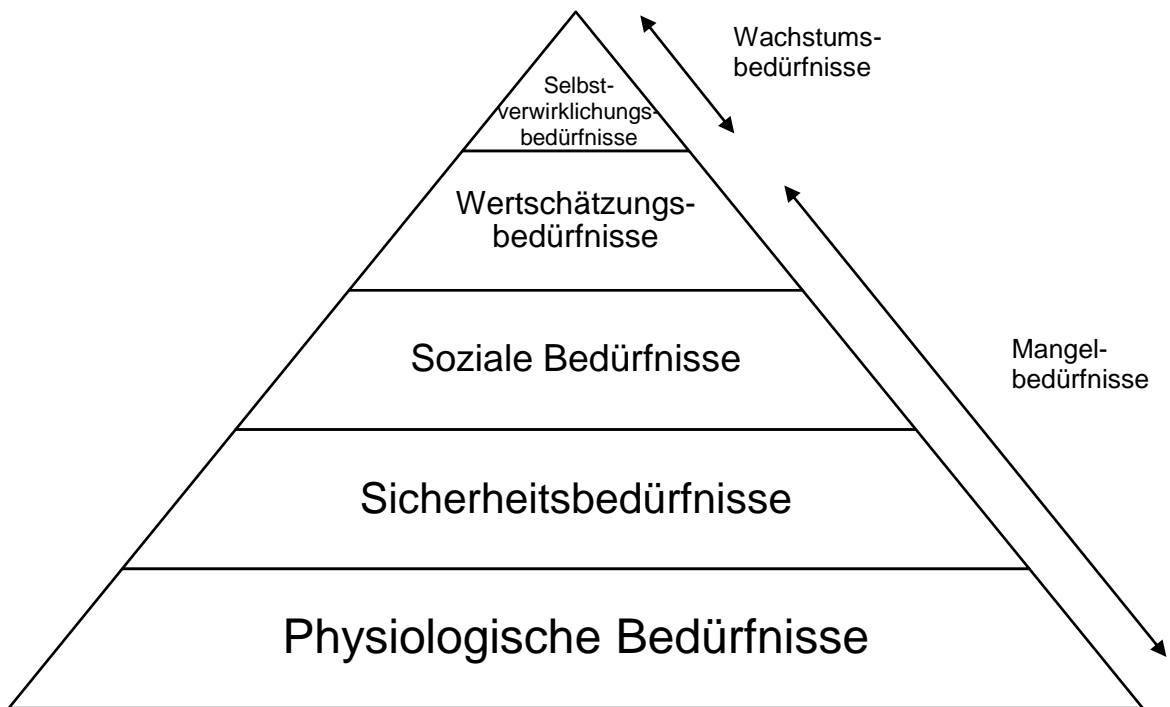 Wachstums-
bedürfnisse
Selbst-
verwirklichungs-
bedürfnisse
Wertschätzungs-
bedürfnisse
Soziale Bedürfnisse
Mangel-
bedürfnisse
Sicherheitsbedürfnisse
Physiologische Bedürfnisse